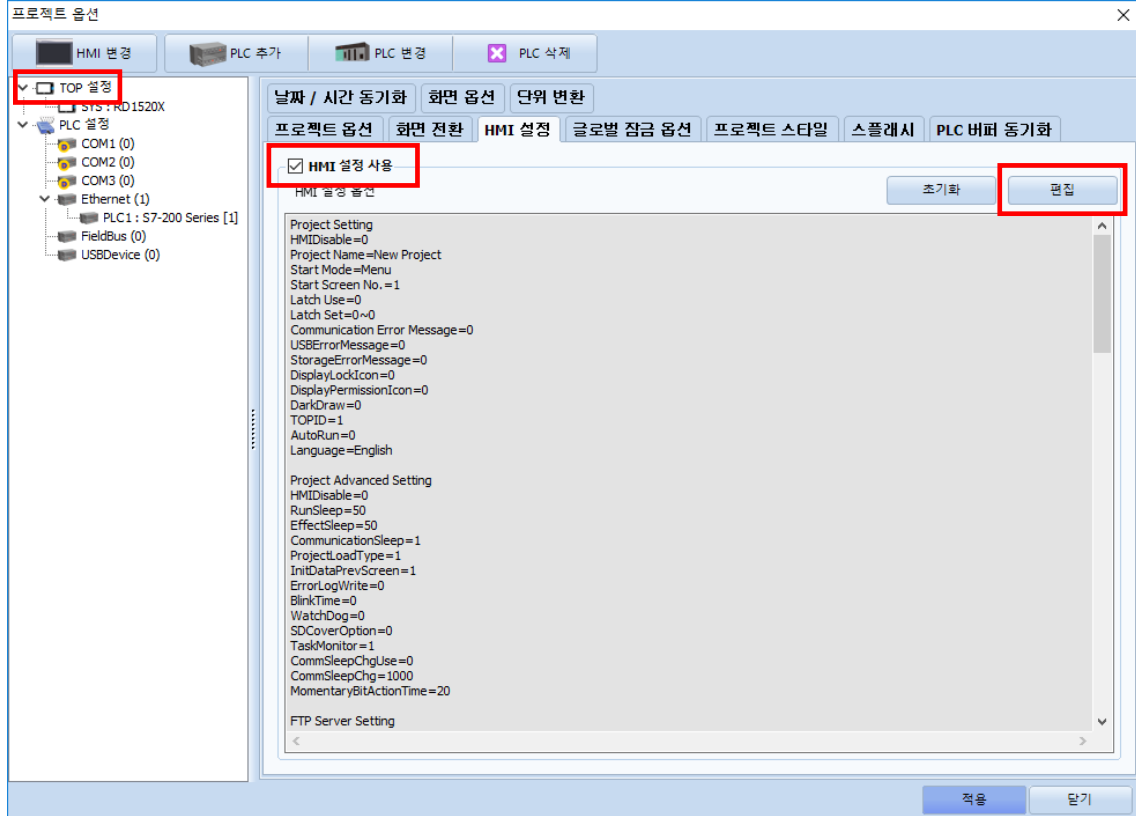 프로젝트 옵션
HMI 변경
PLC 추가
PLC 변경
PLC 삭제
TOP 설정
SYS : RD1520X
PLC 설정
COM1 (0)
COM2 (0)
COM3 (0)
Ethernet (1)
PLC1 : S7-200 Series [1]
FieldBus (0)
USBDevice (0)
날짜 / 시간 동기화
화면 옵션
단위 변환
프로젝트 옵션
화면 전환
HMI 설정
글로벌 잠금 옵션
프로젝트 스타일
스플래시
PLC 버퍼 동기화
HMI 설정 사용
HMI 설정 옵션
초기화
편집
Project Setting
HMIDisable=0
Project Name=New Project
Start Mode=Menu
Start Screen No.=1
Latch Use=0
Latch Set=0~0
Communication Error Message=0
USBErrorMessage=0
StorageErrorMessage=0
DisplayLockIcon=0
DisplayPermissionIcon=0
DarkDraw=0
TOPID=1
AutoRun=0
Language=English
Project Advanced Setting
HMIDisable=0
RunSleep=50
EffectSleep=50
CommunicationSleep=1
ProjectLoadType=1
InitDataPrevScreen=1
ErrorLogWrite=0
BlinkTime=0
WatchDog=0
SDCoverOption=0
TaskMonitor=1
CommSleepChgUse=0
CommSleepChg=1000
MomentaryBitActionTime=20
FTP Server Setting
적용
닫기